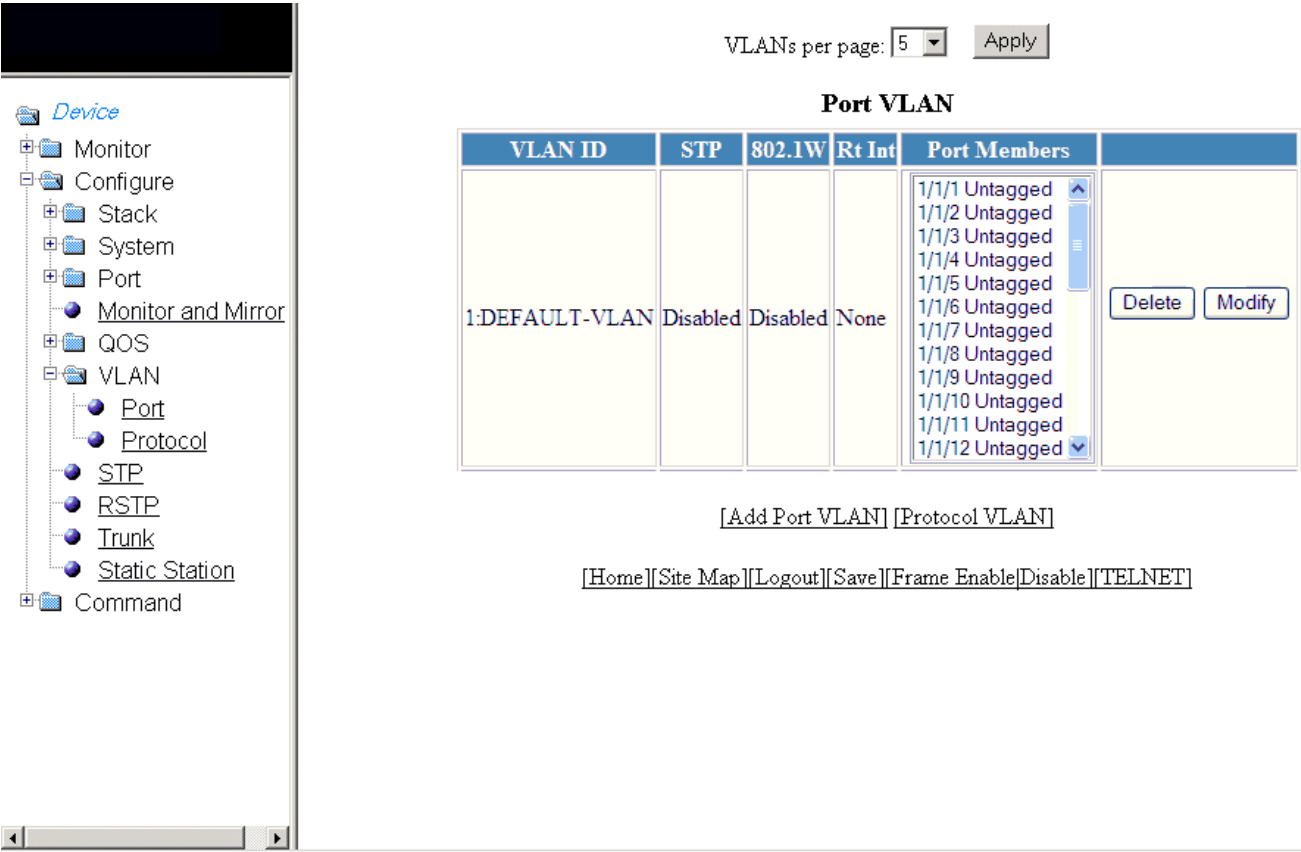 VLANs per page: 5 Apply
Device
Monitor
Configure
Stack
System
Port
Monitor and Mirror
QOS
VLAN
Port
Protocol
STP
RSTP
Trunk
Static Station
Command
Port VLAN
VLAN ID STP 802.1W Rt Int Port Members
1:DEFAULT-VLAN Disabled Disabled None
1/1/1 Untagged
1/1/2 Untagged
1/1/3 Untagged
1/1/4 Untagged
1/1/5 Untagged
1/1/6 Untagged
1/1/7 Untagged
1/1/8 Untagged
1/1/9 Untagged
1/1/10 Untagged
1/1/11 Untagged
1/1/12 Untagged
Delete Modify
[Add Port VLAN] [Protocol VLAN]
[Home][Site Map][Logout][Save][Frame Enable|Disable][TELNET]